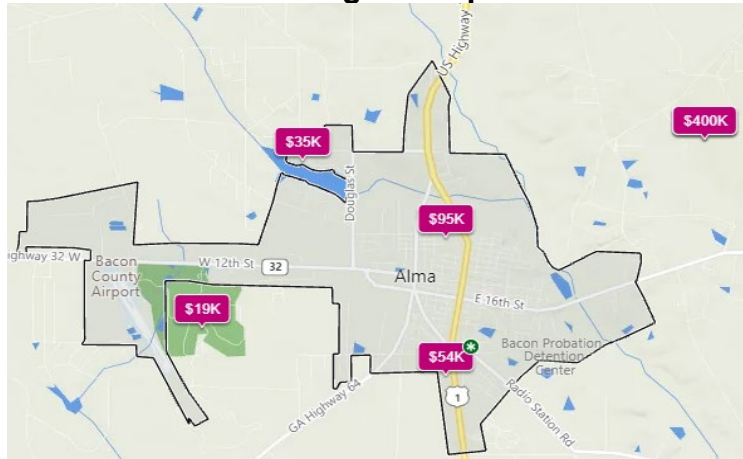 US Highway
$400K
$35K
Douglas St
$95K
ghway 32 W
Bacon
County
Airport
W 12th St
32
Alma
E 16th St
$19K
$54K
*
Bacon Probation
Detention
Center
1
GA Highway 64
Radio Station Rd